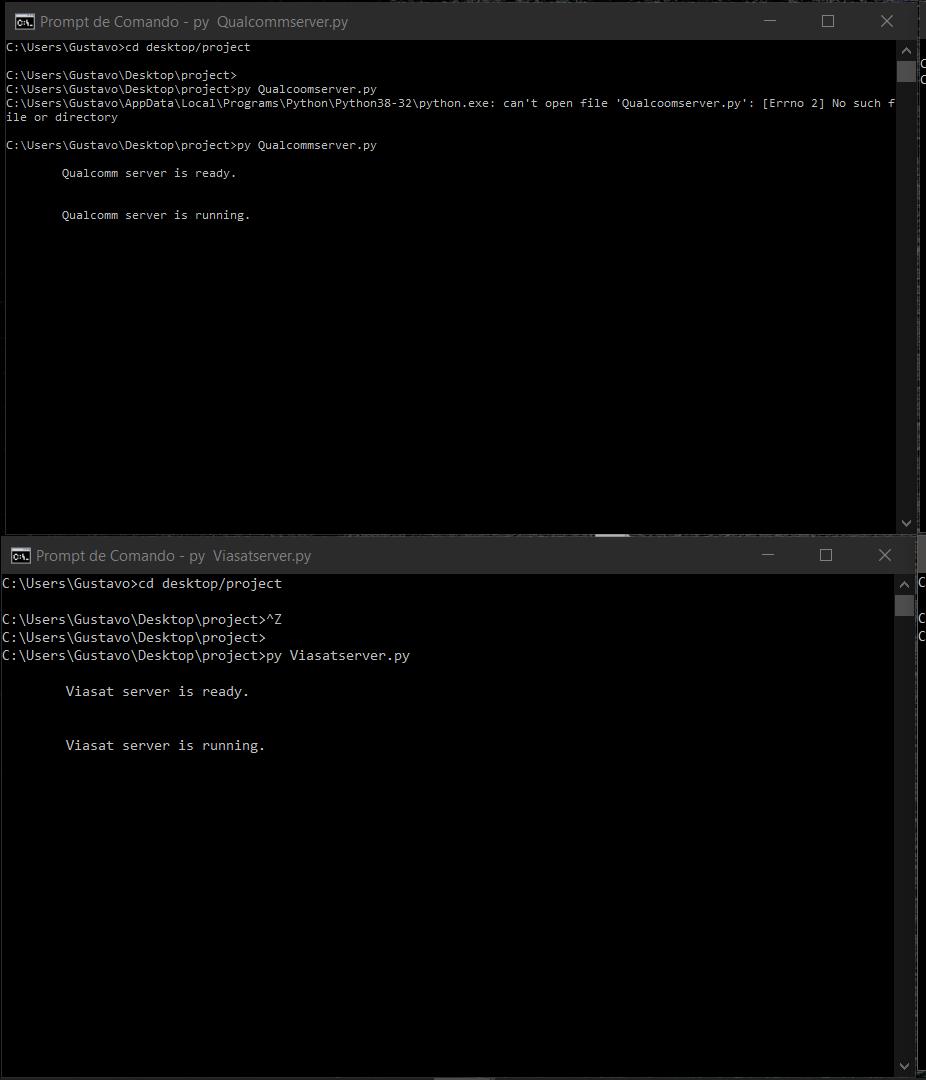 Prompt de Comando - py  Qualcommserver.py
C:\Users\Gustavo>cd desktop/project
C:\Users\Gustavo\Desktop\project>
C:\Users\Gustavo\Desktop\project>py Qualcoomserver.py
C:\Users\Gustavo\AppData\Local\Programs\Python\Python38-32\python.exe: can't open file 'Qualcoomserver.py': [Errno 2] No such f
ile or directory
C:\Users\Gustavo\Desktop\project>py Qualcommserver.py
Qualcomm server is ready.
Qualcomm server is running.
Prompt de Comando - py  Viasatserver.py
C:\Users\Gustavo>cd desktop/project
C:\Users\Gustavo\Desktop\project>^Z
C:\Users\Gustavo\Desktop\project>
C:\Users\Gustavo\Desktop\project>py Viasatserver.py
Viasat server is ready.
Viasat server is running.